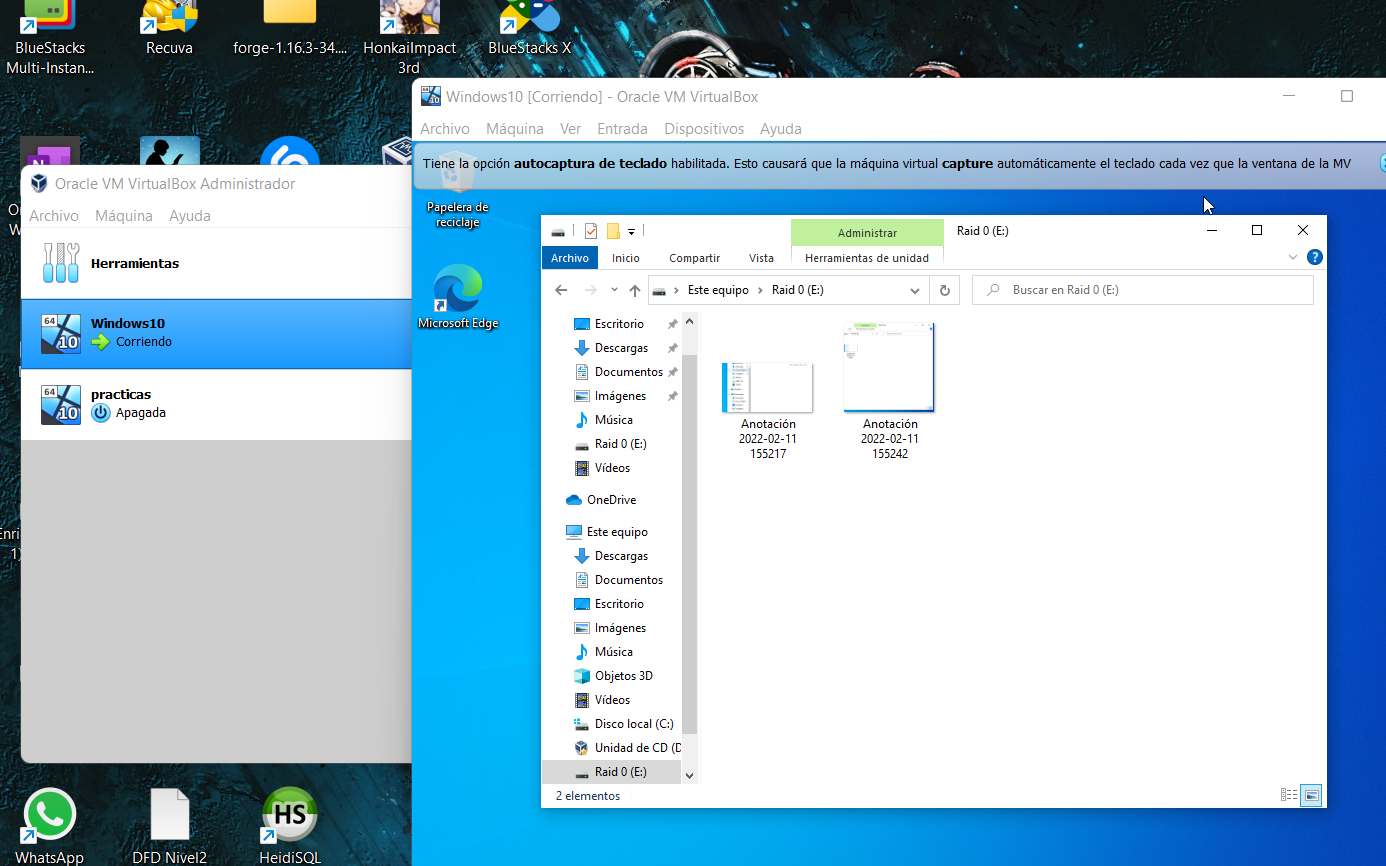 BlueStacks
Multi-Instan...
Recuva
forge-1.16.3-34....
HonkaiImpact
3rd
BlueStacks X
Oracle VM VirtualBox Administrador
Archivo Máquina Ayuda
Herramientas
Windows10
Corriendo
practicas
Apagada
Windows10 [Corriendo] - Oracle VM VirtualBox
Archivo Máquina Ver Entrada Dispositivos Ayuda
Tiene la opción autocaptura de teclado habilitada. Esto causará que la máquina virtual capture automáticamente el teclado cada vez que la ventana de la MV
Papelera de
reciclaje
Microsoft Edge
Administrar
Raid 0 (E:)
Archivo Inicio Compartir Vista Herramientas de unidad
Este equipo Raid 0 (E:)
Buscar en Raid 0 (E:)
Escritorio
Descargas
Documentos
Imágenes
Música
Raid 0 (E:)
Vídeos
OneDrive
Este equipo
Descargas
Documentos
Escritorio
Imágenes
Música
Objetos 3D
Vídeos
Disco local (C:)
Unidad de CD (D
Raid 0 (E:)
Anotación
2022-02-11
155217
Anotación
2022-02-11
155242
2 elementos
WhatsApp
DFD Nivel2
HS
HeidiSQL